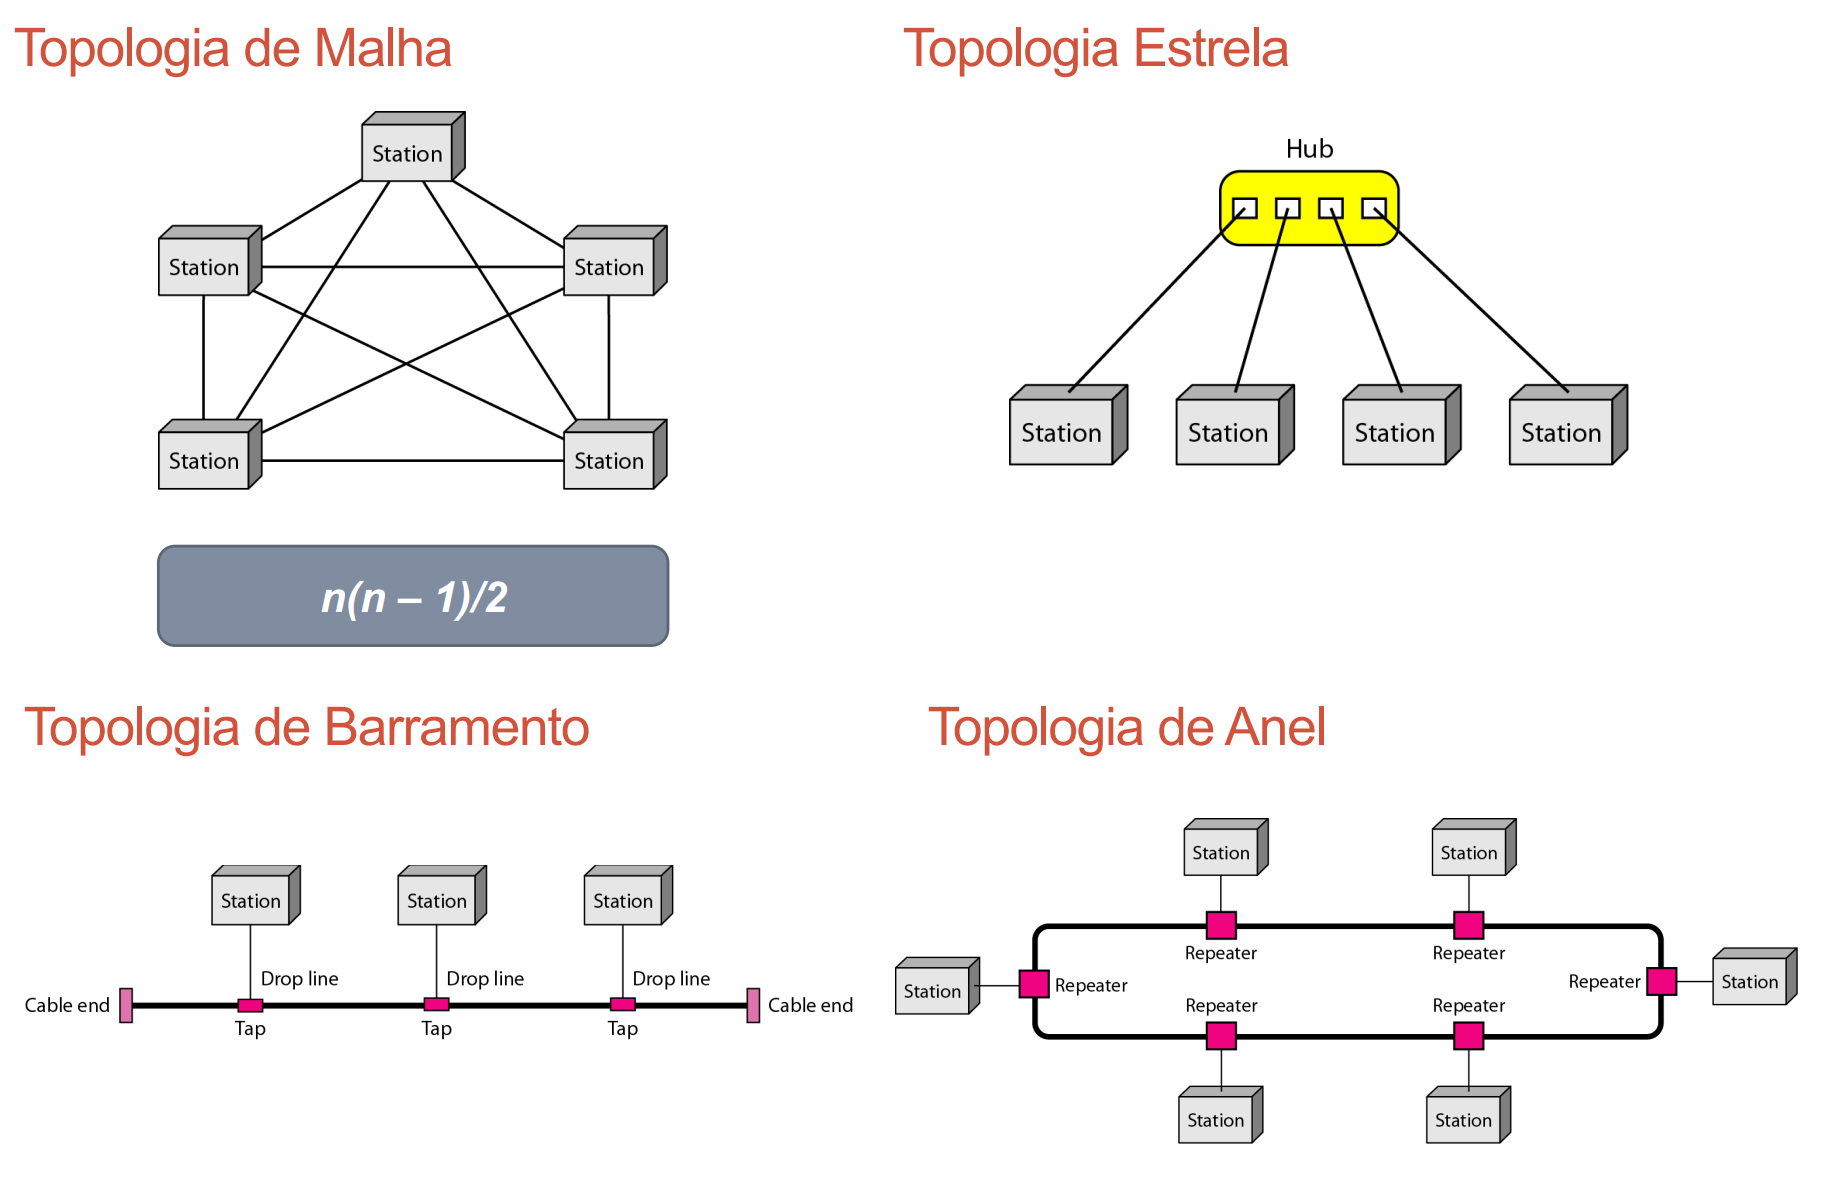 Topologia de Malha
Station
Station
Station
Station
Station
n(n – 1)/2
Topologia Estrela
Hub
Station
Station
Station
Station
Topologia de Barramento
Station
Station
Station
Drop line
Drop line
Drop line
Cable end
Cable end
Tap
Tap
Tap
Topologia de Anel
Station
Station
Repeater
Repeater
Station
Repeater
Repeater
Station
Repeater
Repeater
Station
Station